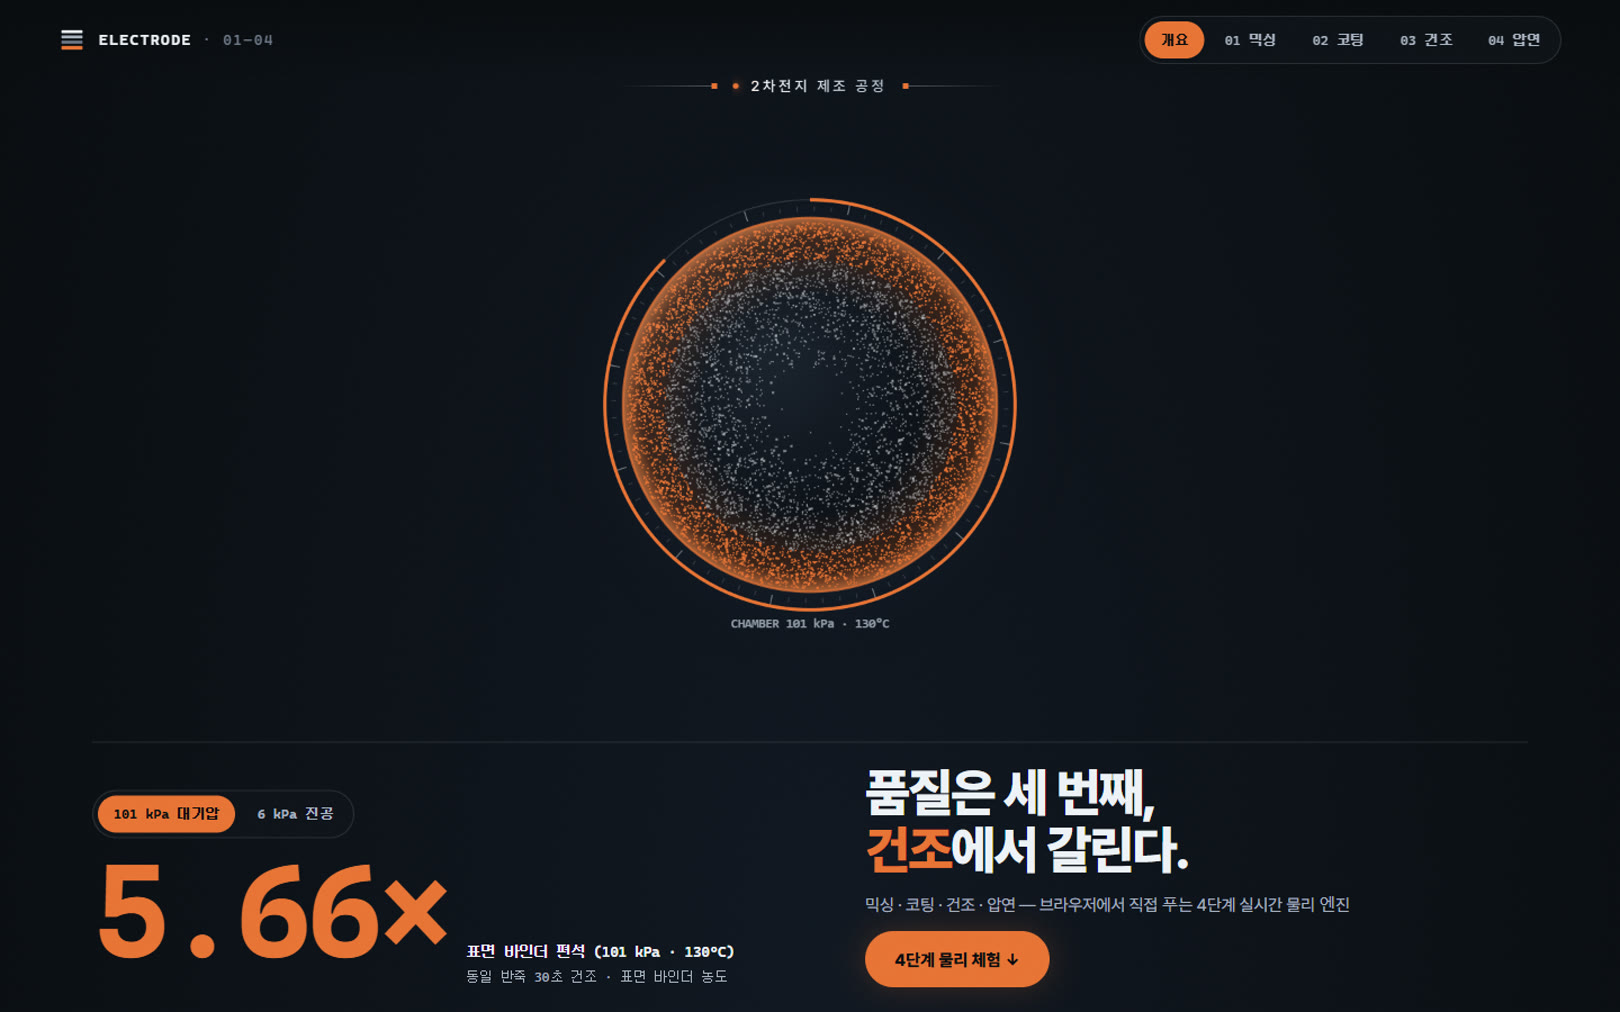 ELECTRODE · 01—04
개요 01 믹싱 02 코팅 03 건조 04 압연
2차전지 제조 공정
CHAMBER 101 kPa · 130°C
101 kPa 대기압 6 kPa 진공
5.66×
표면 바인더 편석 (101 kPa · 130°C)
동일 반죽 30초 건조 · 표면 바인더 농도
품질은 세 번째,
건조에서 갈린다.
믹싱 · 코팅 · 건조 · 압연 — 브라우저에서 직접 푸는 4단계 실시간 물리 엔진
4단계 물리 체험 ↓